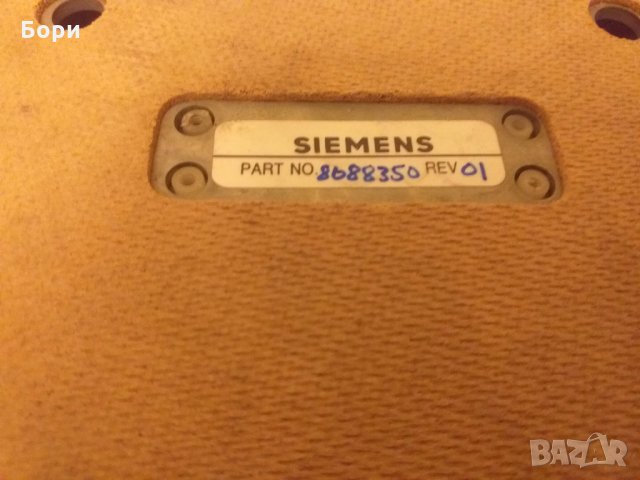 Бори
SIEMENS
PART NO. 8688350 REV 01
BAZAR